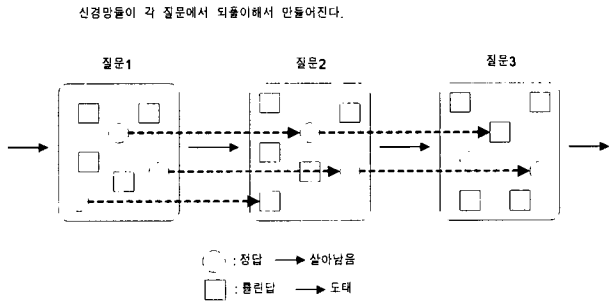 신경망들이 각 질문에서 되풀이해서 만들어진다.
질문1 질문2 질문3
: 정답 살아남음
: 틀린답 도태